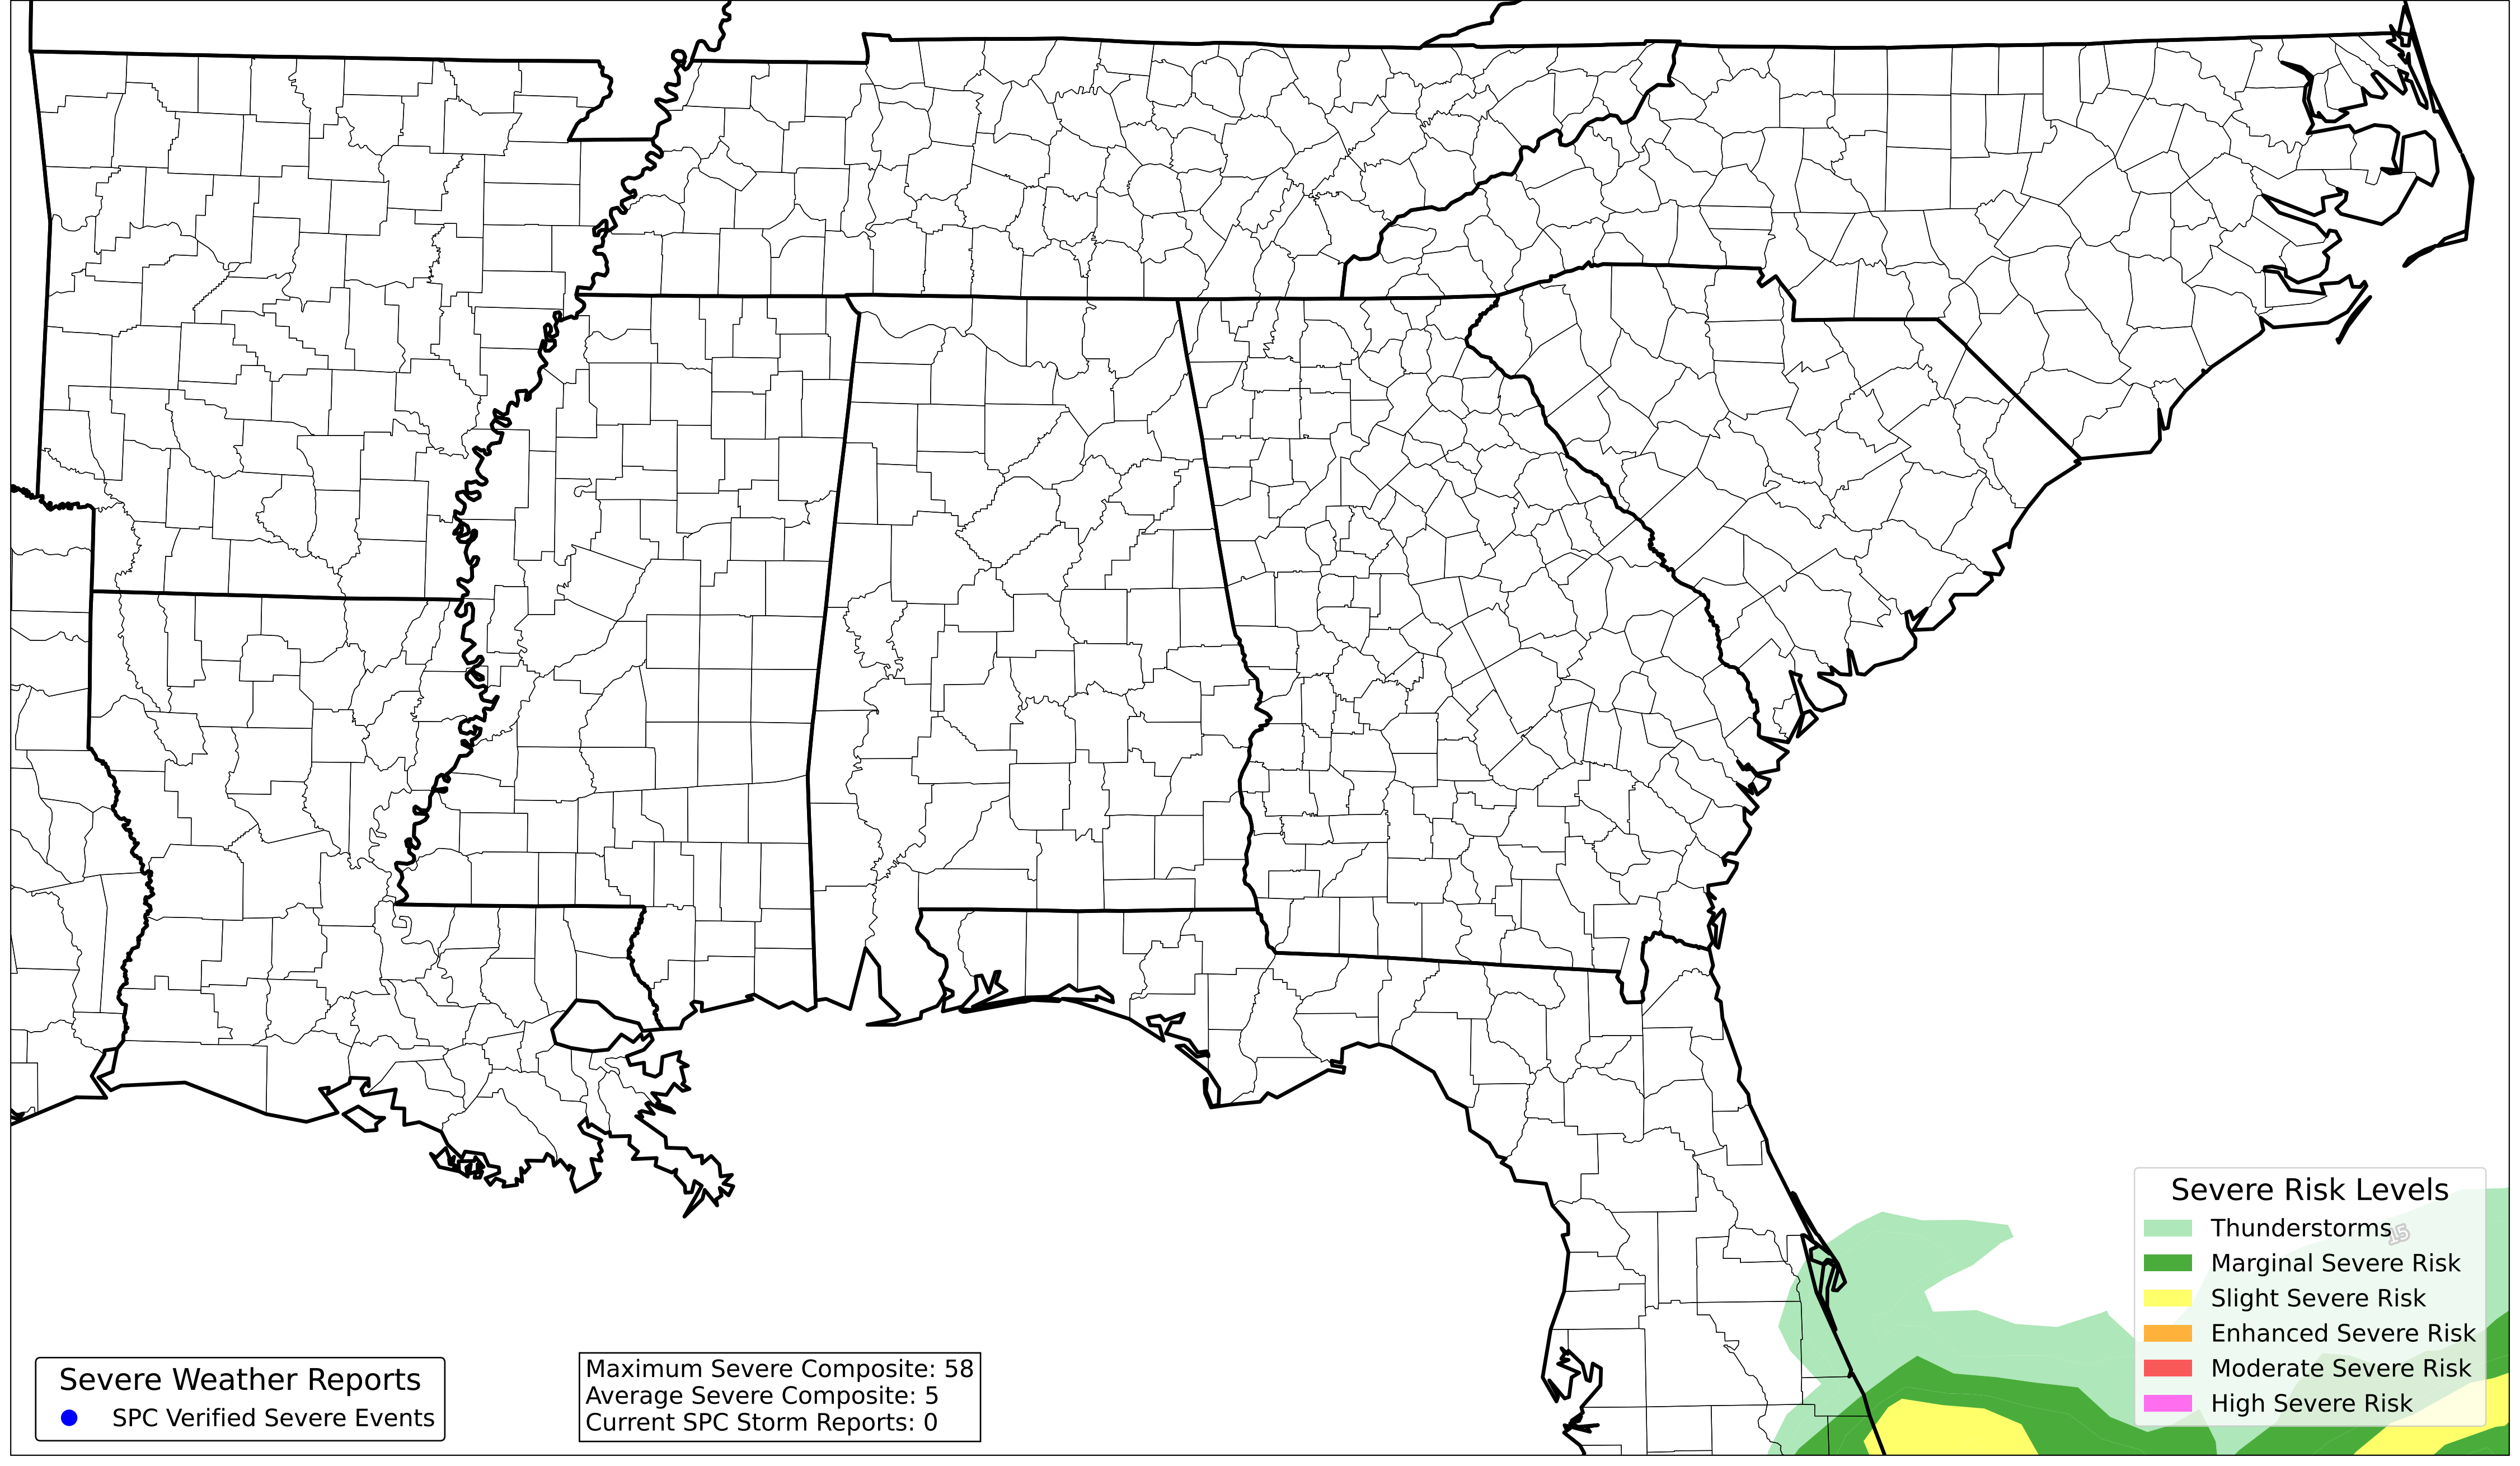 Severe Weather Reports
SPC Verified Severe Events
Maximum Severe Composite: 58
Average Severe Composite: 5
Current SPC Storm Reports: 0
Severe Risk Levels
Thunderstorms
15
Marginal Severe Risk
Slight Severe Risk
Enhanced Severe Risk
Moderate Severe Risk
High Severe Risk